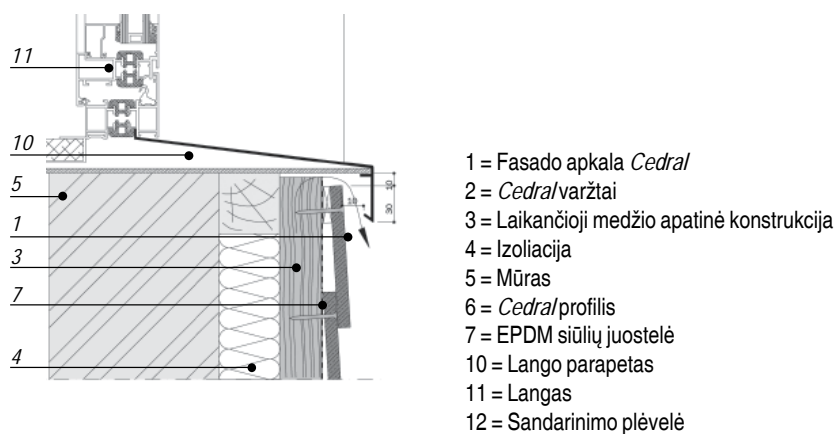 11
10
5
1
3
7
4
10
18
30
1 = Fasado apkala Cedral
2 = Cedral varžtai
3 = Laikančioji medžio apatinė konstrukcija
4 = Izoliacija
5 = Mūras
6 = Cedral profilis
7 = EPDM siūlių juostelė
10 = Lango parapetas
11 = Langas
12 = Sandarinimo plėvelė